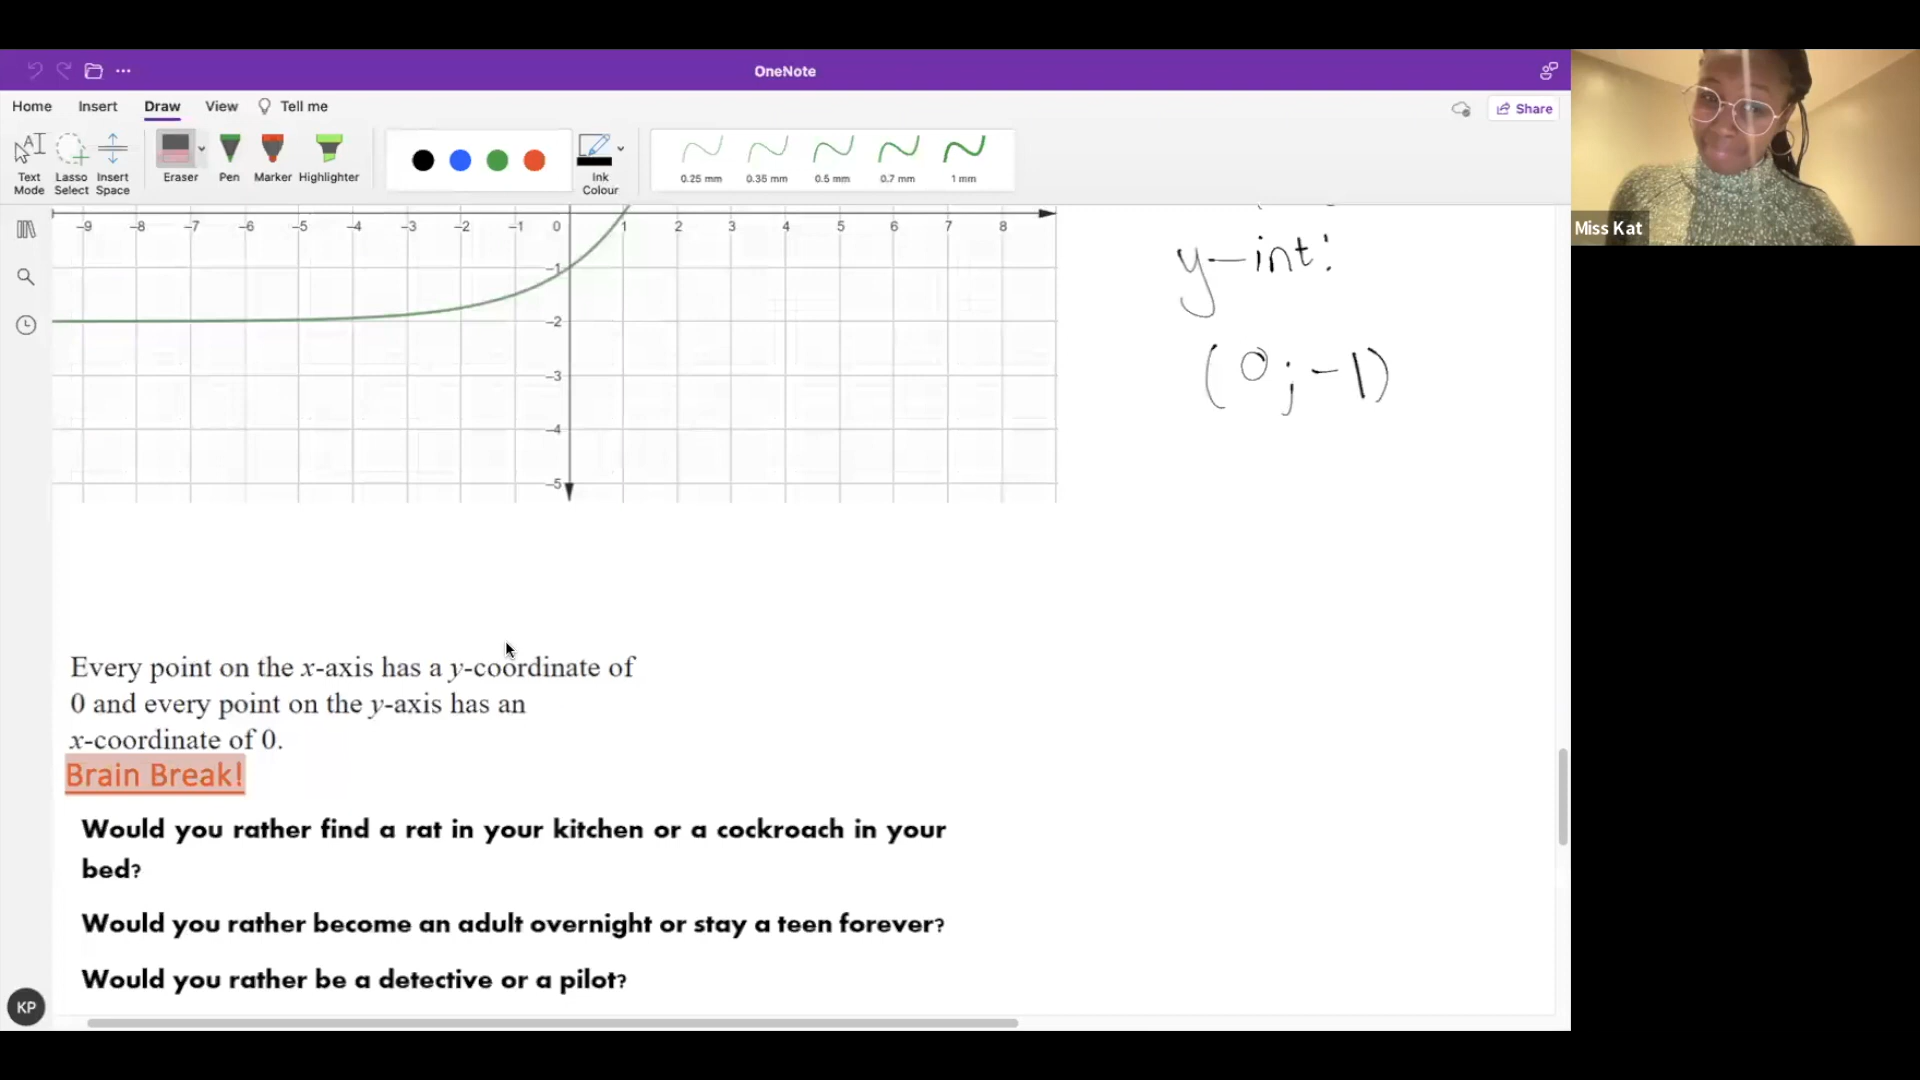 OneNote
Home Insert Draw View Tell me
Share
Text Mode
Lasso Select
Insert Space
Eraser
Pen
Marker
Highlighter
Ink Colour
0.25 mm
0.35 mm
0.5 mm
0.7 mm
1 mm
Miss Kat
-9 -8 -7 -6 -5 -4 -3 -2 -1 0 1 2 3 4 5 6 7 8
-1
-2
-3
-4
-5
y-int:
(0;-1)
Every point on the x-axis has a y-coordinate of
0 and every point on the y-axis has an
x-coordinate of 0.
Brain Break!
Would you rather find a rat in your kitchen or a cockroach in your
bed?
Would you rather become an adult overnight or stay a teen forever?
Would you rather be a detective or a pilot?
KP